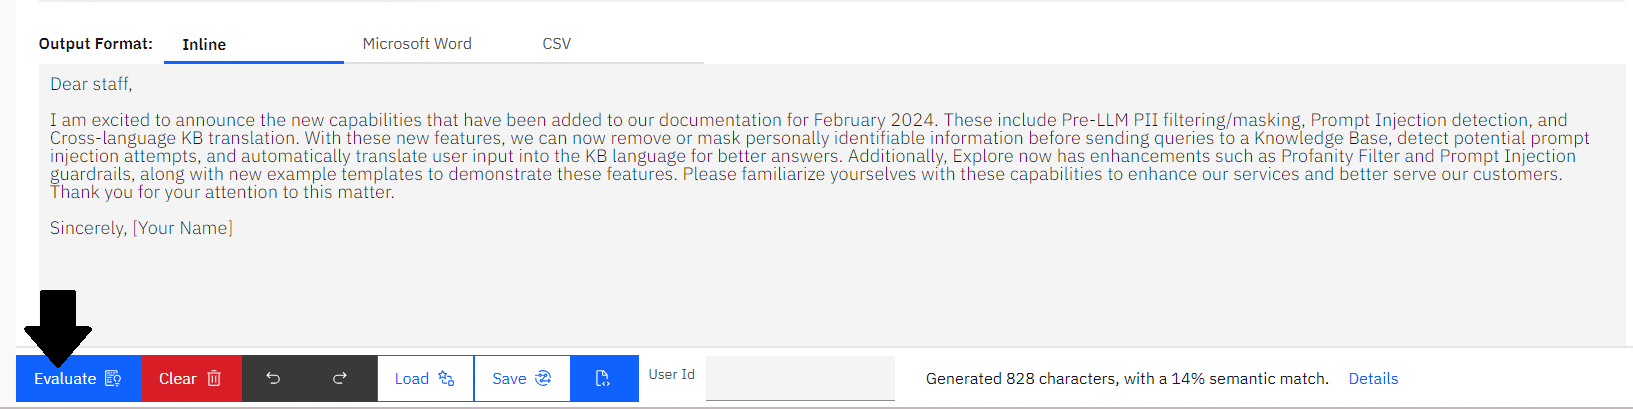 Output Format: Inline Microsoft Word CSV
Dear staff,
I am excited to announce the new capabilities that have been added to our documentation for February 2024. These include Pre-LLM PII filtering/masking, Prompt Injection detection, and
Cross-language KB translation. With these new features, we can now remove or mask personally identifiable information before sending queries to a Knowledge Base, detect potential prompt
injection attempts, and automatically translate user input into the KB language for better answers. Additionally, Explore now has enhancements such as Profanity Filter and Prompt Injection
guardrails, along with new example templates to demonstrate these features. Please familiarize yourselves with these capabilities to enhance our services and better serve our customers.
Thank you for your attention to this matter.
Sincerely, [Your Name]
Evaluate Clear Load Save User Id Generated 828 characters, with a 14% semantic match. Details